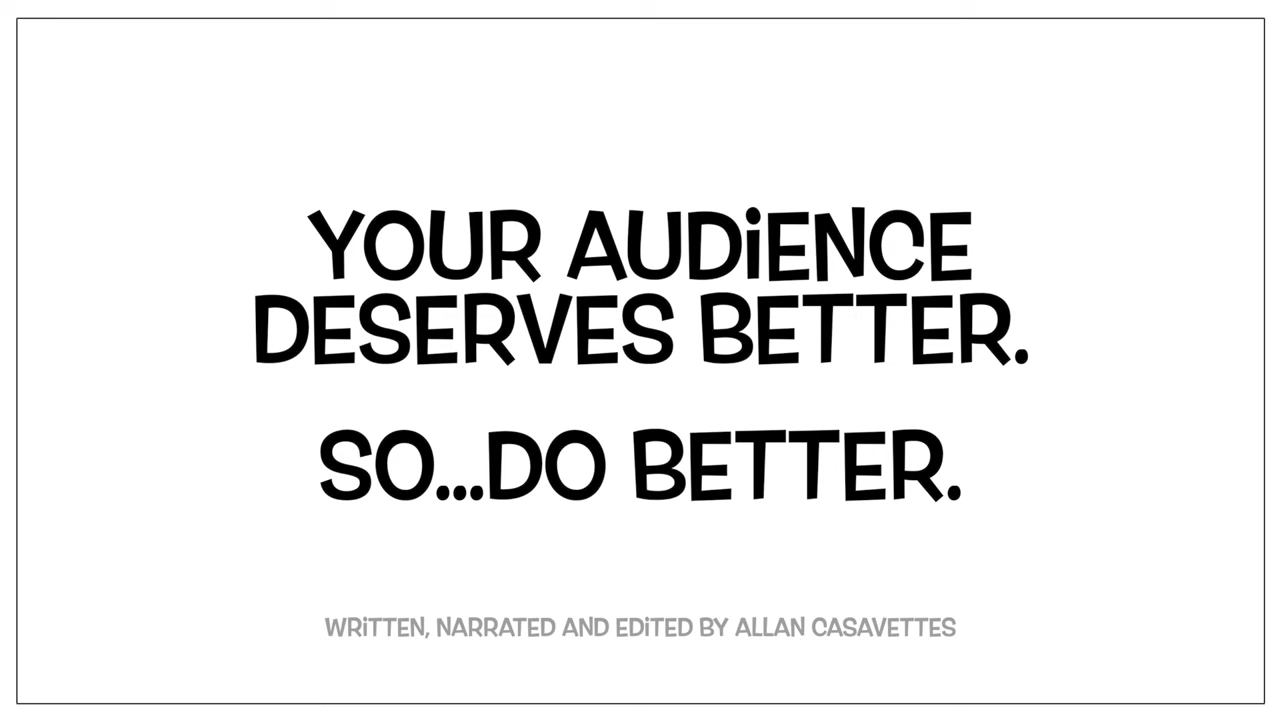 YOUR AUDiENCE
DESERVES BETTER.
SO...DO BETTER.
WRiTTEN, NARRATED AND EDiTED BY ALLAN CASAVETTES